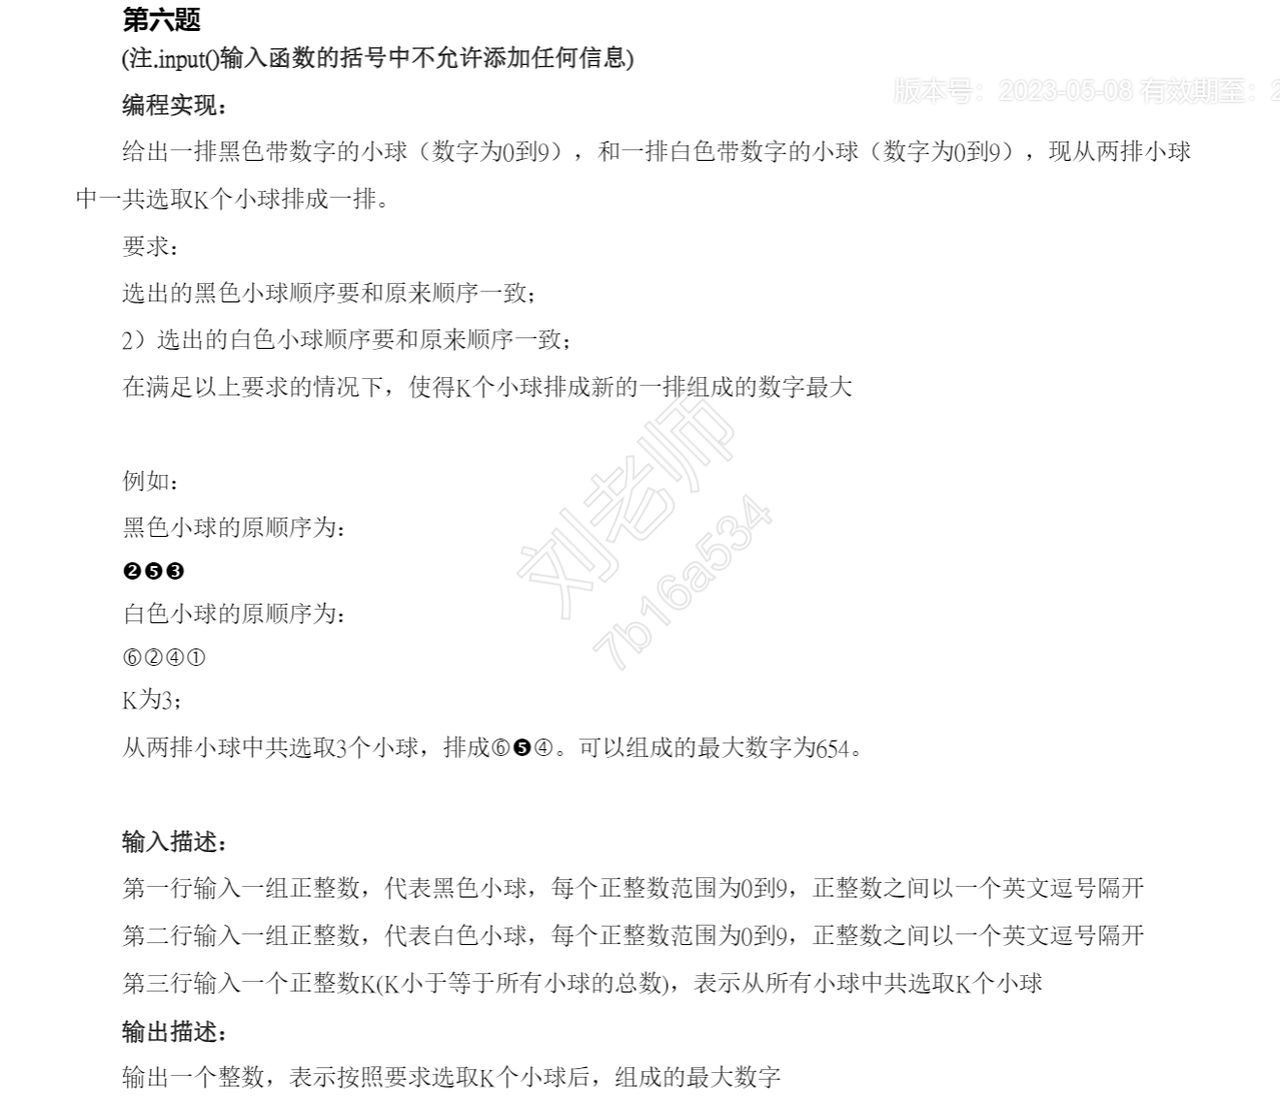 第六题
(注.input()输入函数的括号中不允许添加任何信息)
版本号：2023-05-08 有效期至：2
编程实现：
给出一排黑色带数字的小球（数字为0到9），和一排白色带数字的小球（数字为0到9），现从两排小球
中一共选取K个小球排成一排。
要求：
选出的黑色小球顺序要和原来顺序一致；
2）选出的白色小球顺序要和原来顺序一致；
在满足以上要求的情况下，使得K个小球排成新的一排组成的数字最大
例如：
黑色小球的原顺序为：
❷❺❸
白色小球的原顺序为：
⑥②④①
K为3；
从两排小球中共选取3个小球，排成⑥❺④。可以组成的最大数字为654。
刘老师
7b16a534
输入描述：
第一行输入一组正整数，代表黑色小球，每个正整数范围为0到9，正整数之间以一个英文逗号隔开
第二行输入一组正整数，代表白色小球，每个正整数范围为0到9，正整数之间以一个英文逗号隔开
第三行输入一个正整数K(K小于等于所有小球的总数)，表示从所有小球中共选取K个小球
输出描述：
输出一个整数，表示按照要求选取K个小球后，组成的最大数字